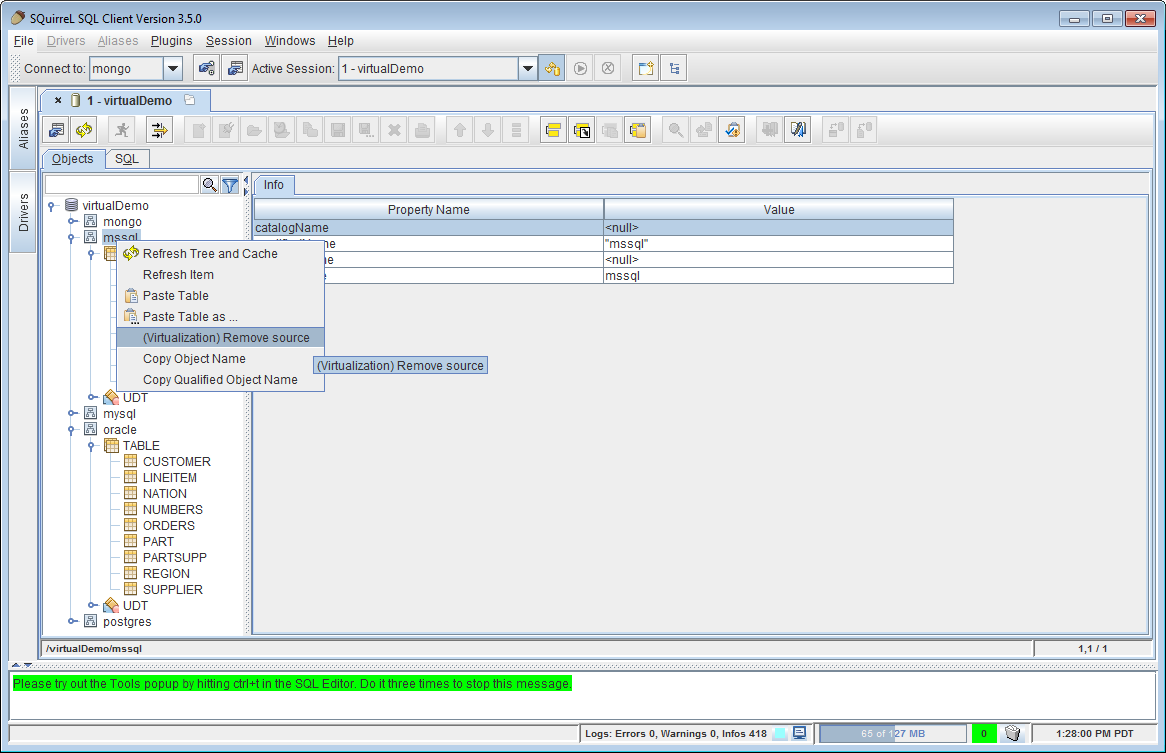 SQuirreL SQL Client Version 3.5.0
File Drivers Aliases Plugins Session Windows Help
Connect to: mongo Active Session: 1 - virtualDemo
1 - virtualDemo
Aliases
Drivers
Objects SQL
Info
Property Name Value
catalogName <null>
"mssql"
<null>
mssql
virtualDemo
mongo
mssql
Refresh Tree and Cache
Refresh Item
Paste Table
Paste Table as ...
(Virtualization) Remove source
Copy Object Name
(Virtualization) Remove source
Copy Qualified Object Name
UDT
mysql
oracle
TABLE
CUSTOMER
LINEITEM
NATION
NUMBERS
ORDERS
PART
PARTSUPP
REGION
SUPPLIER
UDT
postgres
/virtualDemo/mssql 1,1 / 1
Please try out the Tools popup by hitting ctrl+t in the SQL Editor. Do it three times to stop this message.
Logs: Errors 0, Warnings 0, Infos 418 65 of 127 MB 0 1:28:00 PM PDT